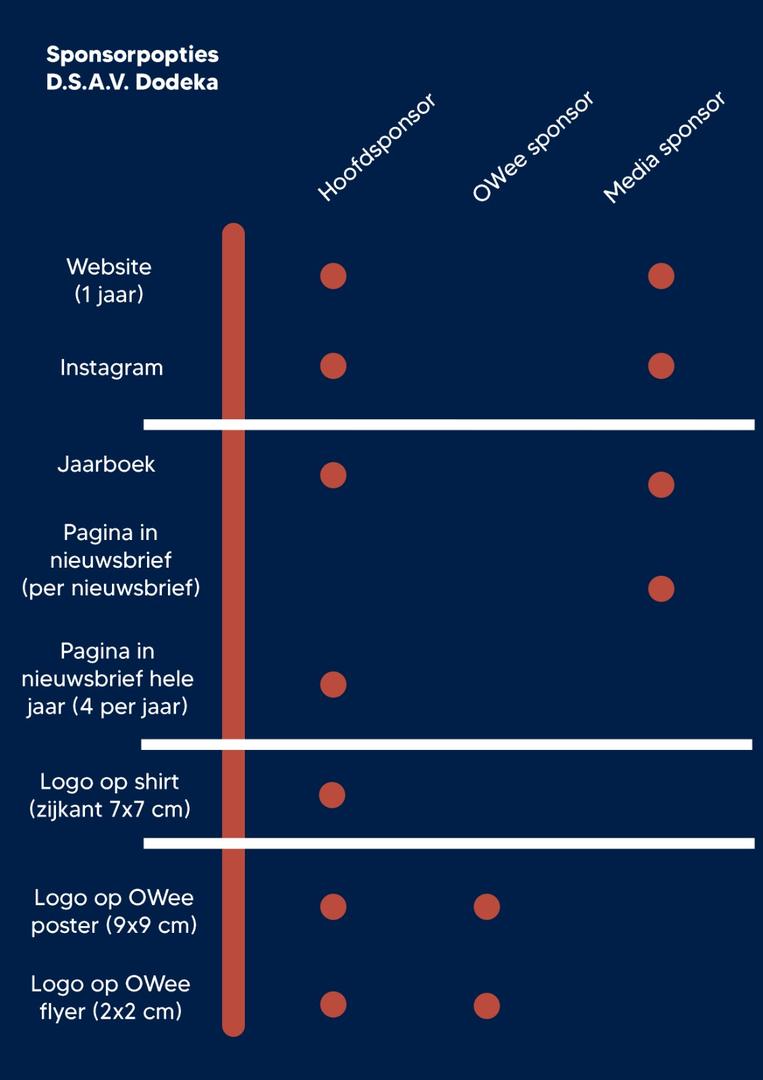 Sponsorpopties
D.S.A.V. Dodeka
Hoofdsponsor
OWee sponsor
Media sponsor
Website
(1 jaar)
Instagram
Jaarboek
Pagina in
nieuwsbrief
(per nieuwsbrief)
Pagina in
nieuwsbrief hele
jaar (4 per jaar)
Logo op shirt
(zijkant 7x7 cm)
Logo op OWee
poster (9x9 cm)
Logo op OWee
flyer (2x2 cm)